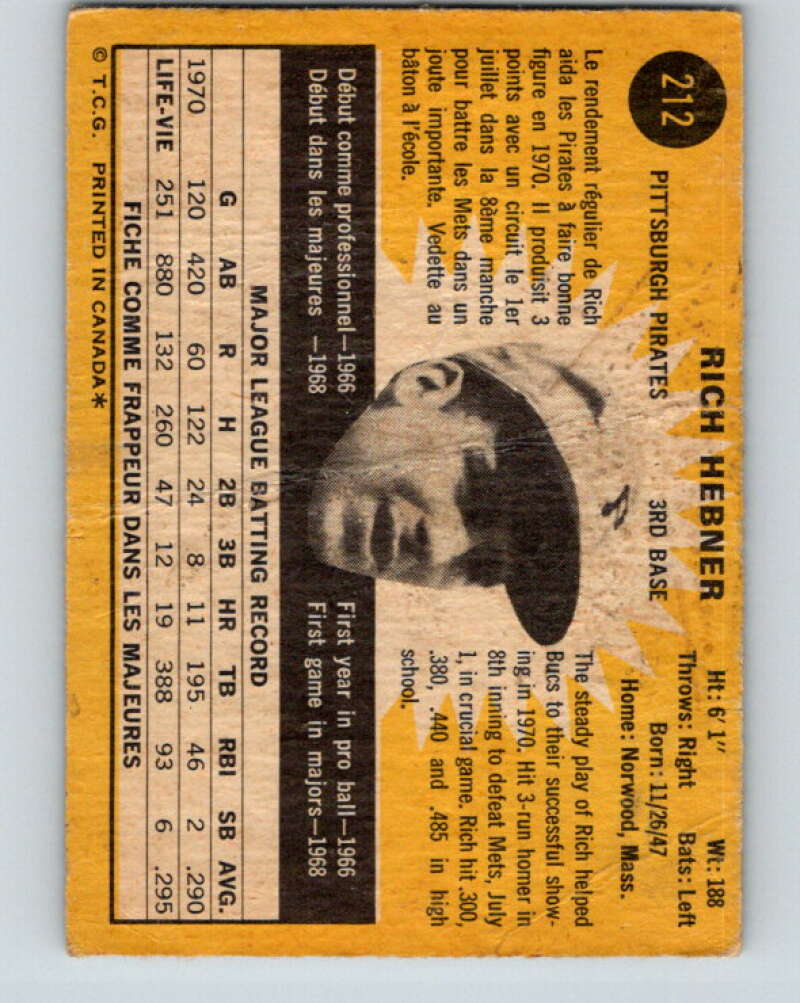 212
RICH HEBNER
Ht: 6' 1" Wt: 188
PITTSBURGH PIRATES 3RD BASE
Throws: Right Bats: Left
Born: 11/26/47
Home: Norwood, Mass.
Le rendement régulier de Rich
aida les Pirates à faire bonne
figure en 1970. Il produisit 3
points avec un circuit le 1er
juillet dans la 8ème manche
pour battre les Mets dans un
joute importante. Vedette au
bâton à l'école.
The steady play of Rich helped
Bucs to their successful show-
ing in 1970. Hit 3-run homer in
8th inning to defeat Mets, July
1, in crucial game. Rich hit .300,
.380, .440 and .485 in high
school.
P
Début comme professionnel—1966
Début dans les majeures —1968
First year in pro ball—1966
First game in majors—1968
MAJOR LEAGUE BATTING RECORD
G AB R H 2B 3B HR TB RBI SB AVG.
1970 120 420 60 122 24 8 11 195 46 2 .290
LIFE-VIE 251 880 132 260 47 12 19 388 93 6 .295
FICHE COMME FRAPPEUR DANS LES MAJEURES
© T.C.G. PRINTED IN CANADA*